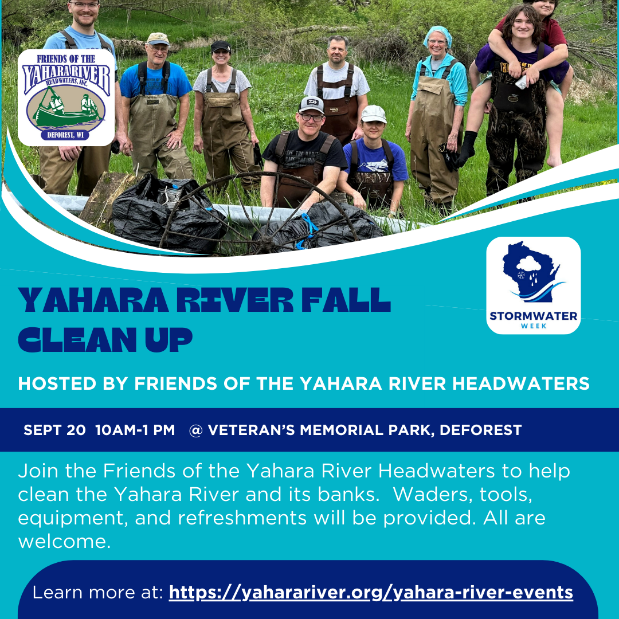 FRIENDS OF THE
YAHARA RIVER
HEADWATERS, INC
DEFOREST, WI
STORMWATER
WEEK
YAHARA RIVER FALL
CLEAN UP
HOSTED BY FRIENDS OF THE YAHARA RIVER HEADWATERS
SEPT 20 10AM-1 PM @ VETERAN'S MEMORIAL PARK, DEFOREST
Join the Friends of the Yahara River Headwaters to help
clean the Yahara River and its banks. Waders, tools,
equipment, and refreshments will be provided. All are
welcome.
Learn more at: https://yaharariver.org/yahara-river-events